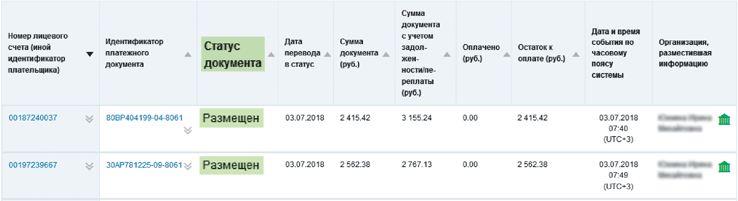 Номер лицевого
счета (иной
идентификатор
плательщика)
Идентификатор
платежного
документа
Статус
документа
Дата
перевода
в статус
Сумма
документа
(руб.)
Сумма
документа
с учетом
задол-
жен-
ности/пе-
реплаты
(руб.)
Оплачено
(руб.)
Остаток к
оплате (руб.)
Дата и время
события по
часовому
поясу
системы
Организация,
разместившая
информацию
00187240037
80ВР404199-04-8061
Размещен
03.07.2018
2 415.42
3 155.24
0.00
2 415.42
03.07.2018
07:40
(UTC+3)
00197239667
30АР781225-09-8061
Размещен
03.07.2018
2 562.38
2 767.13
0.00
2 562.38
03.07.2018
07:49
(UTC+3)